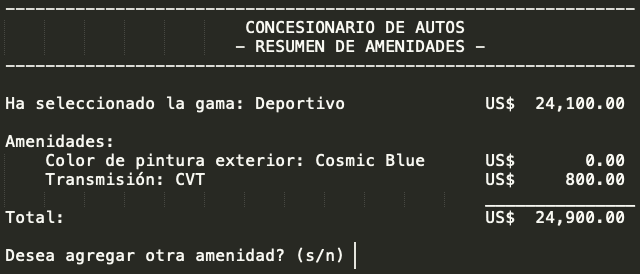 CONCESIONARIO DE AUTOS
- RESUMEN DE AMENIDADES -
Ha seleccionado la gama: Deportivo US$ 24,100.00
Amenidades:
Color de pintura exterior: Cosmic Blue US$ 0.00
Transmisión: CVT US$ 800.00
Total: US$ 24,900.00
Desea agregar otra amenidad? (s/n)